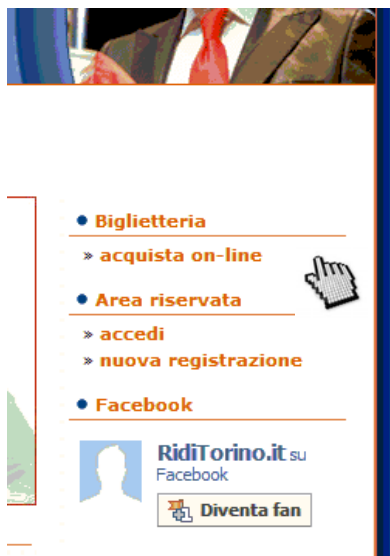 Biglietteria
» acquista on-line
Area riservata
» accedi
» nuova registrazione
Facebook
RidiTorino.it su
Facebook
Diventa fan